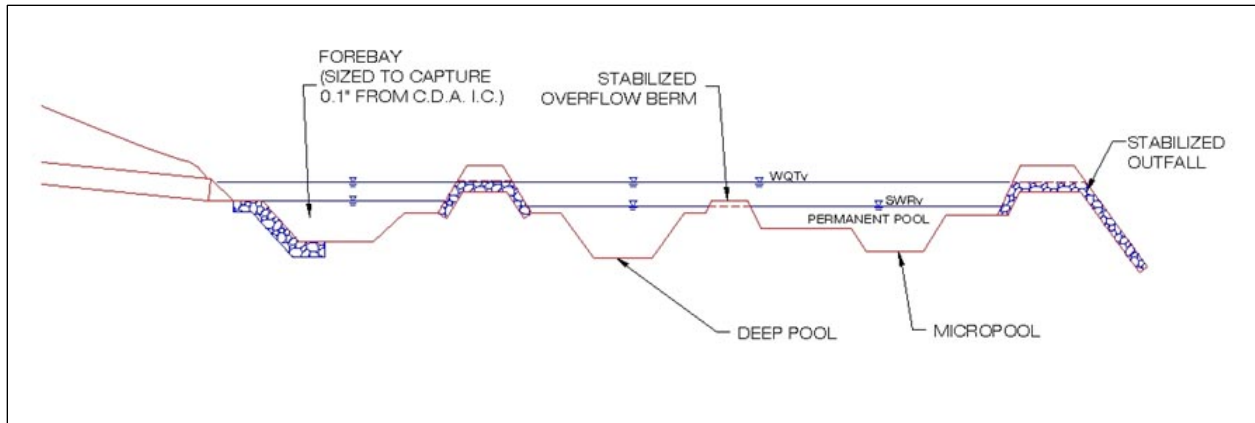 FOREBAY
(SIZED TO CAPTURE
0.1" FROM C.D.A. I.C.)
STABILIZED
OVERFLOW BERM
STABILIZED
OUTFALL
WQTv
SWRv
PERMANENT POOL
DEEP POOL
MICROPOOL